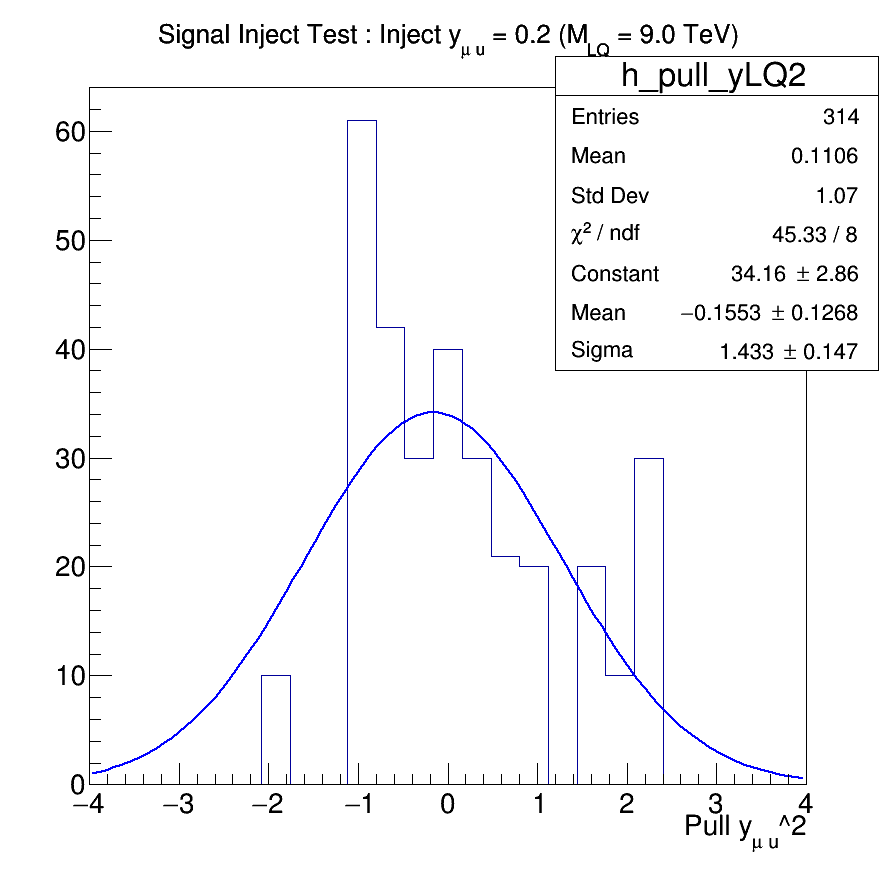 Signal Inject Test : Inject y_μ u = 0.2 (M_LQ = 9.0 TeV)
h_pull_yLQ2
Entries 314
Mean 0.1106
Std Dev 1.07
χ² / ndf 45.33 / 8
Constant 34.16 ± 2.86
Mean −0.1553 ± 0.1268
Sigma 1.433 ± 0.147
60
50
40
30
20
10
0
−4 −3 −2 −1 0 1 2 3 4
Pull y_μ u^2